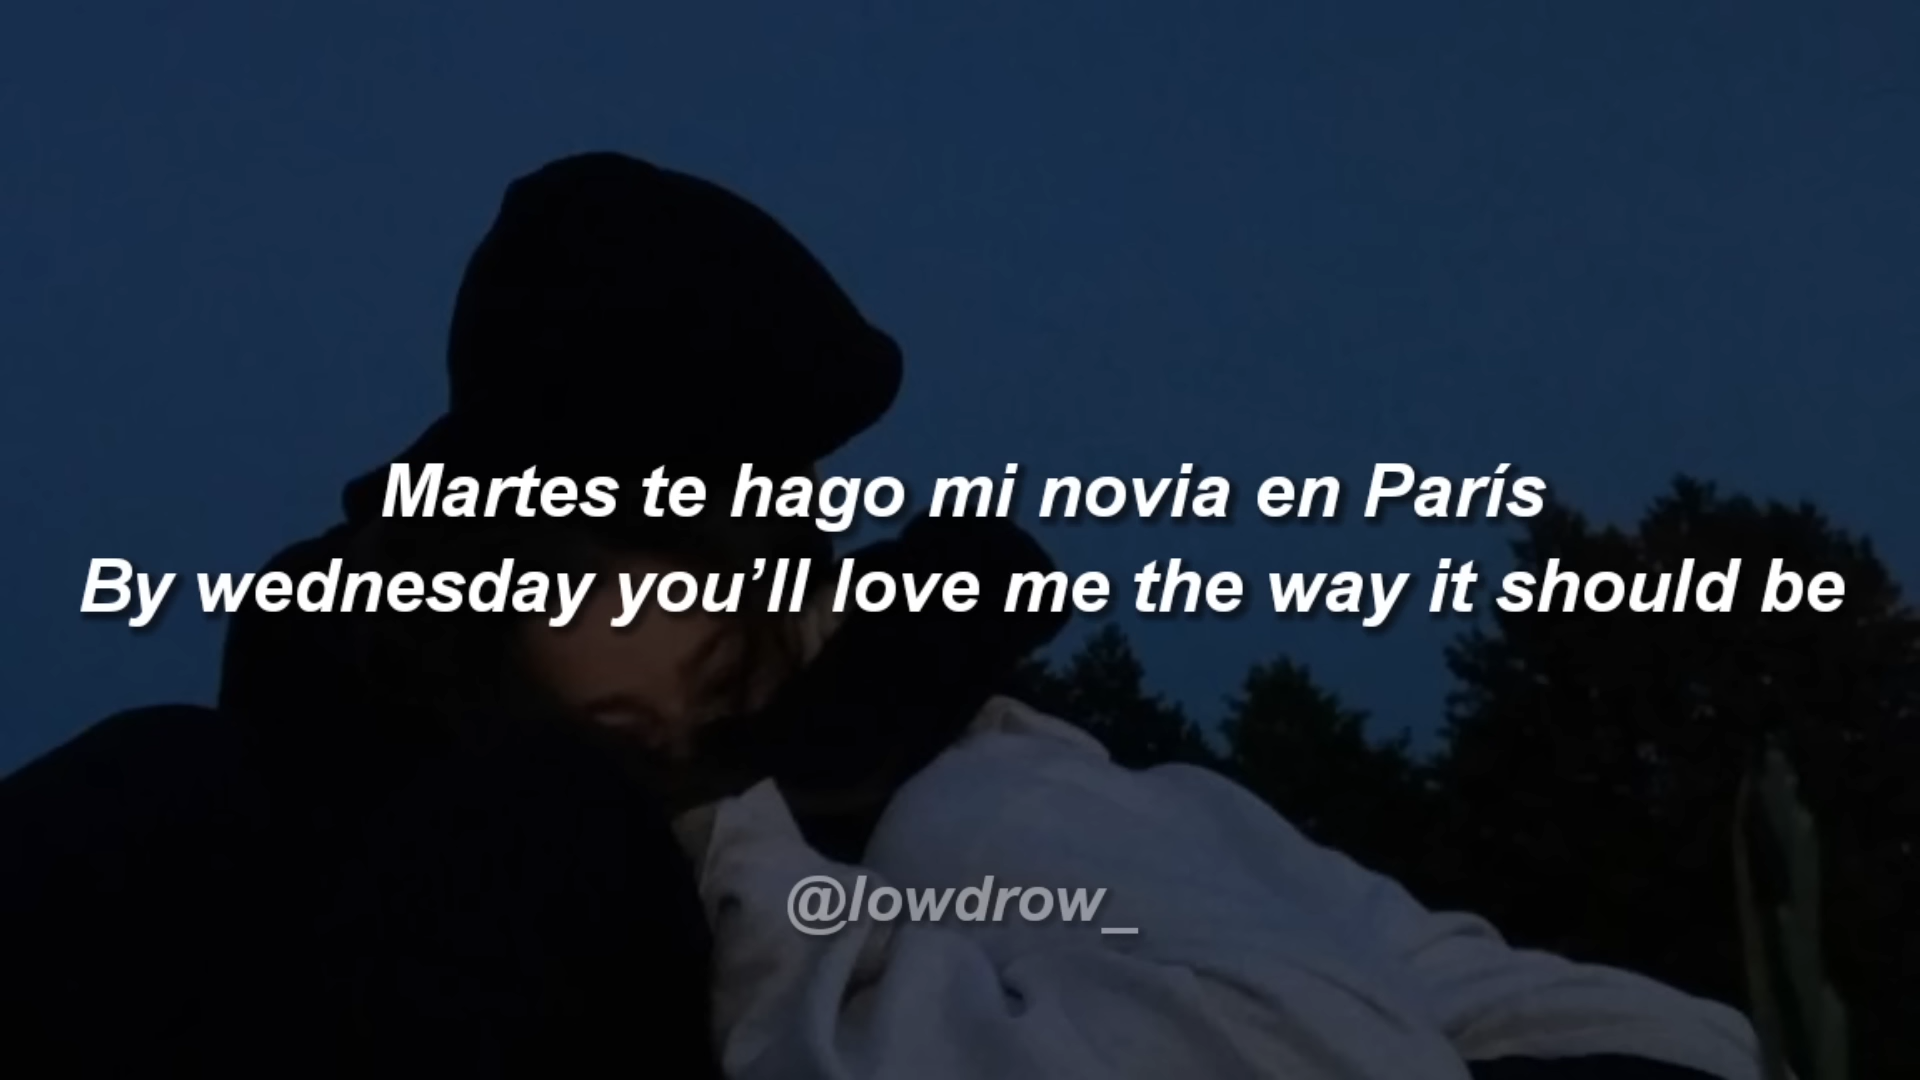 Martes te hago mi novia en París
By wednesday you’ll love me the way it should be
@lowdrow_